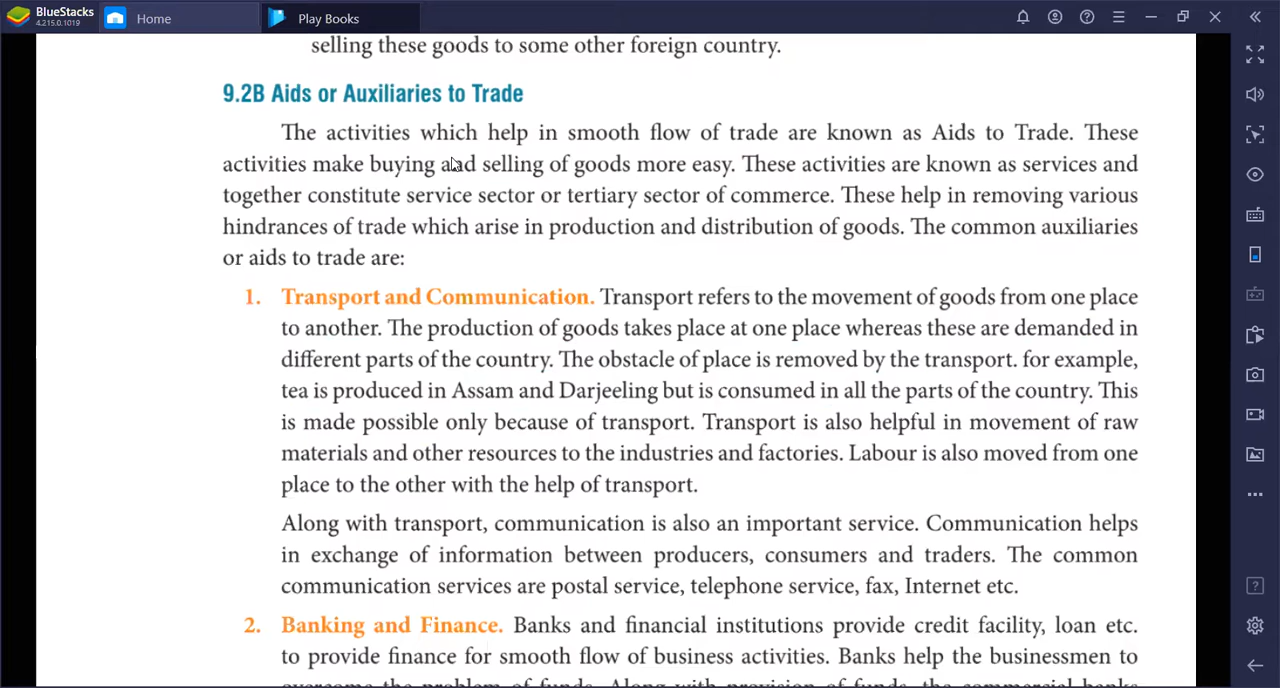 BlueStacks
4.215.0.1019
Home
Play Books
selling these goods to some other foreign country.
9.2B Aids or Auxiliaries to Trade
The activities which help in smooth flow of trade are known as Aids to Trade. These
activities make buying and selling of goods more easy. These activities are known as services and
together constitute service sector or tertiary sector of commerce. These help in removing various
hindrances of trade which arise in production and distribution of goods. The common auxiliaries
or aids to trade are:
1. Transport and Communication. Transport refers to the movement of goods from one place
to another. The production of goods takes place at one place whereas these are demanded in
different parts of the country. The obstacle of place is removed by the transport. for example,
tea is produced in Assam and Darjeeling but is consumed in all the parts of the country. This
is made possible only because of transport. Transport is also helpful in movement of raw
materials and other resources to the industries and factories. Labour is also moved from one
place to the other with the help of transport.
Along with transport, communication is also an important service. Communication helps
in exchange of information between producers, consumers and traders. The common
communication services are postal service, telephone service, fax, Internet etc.
2. Banking and Finance. Banks and financial institutions provide credit facility, loan etc.
to provide finance for smooth flow of business activities. Banks help the businessmen to
overcome the problem of funds. Along with provision of funds, the commercial banks